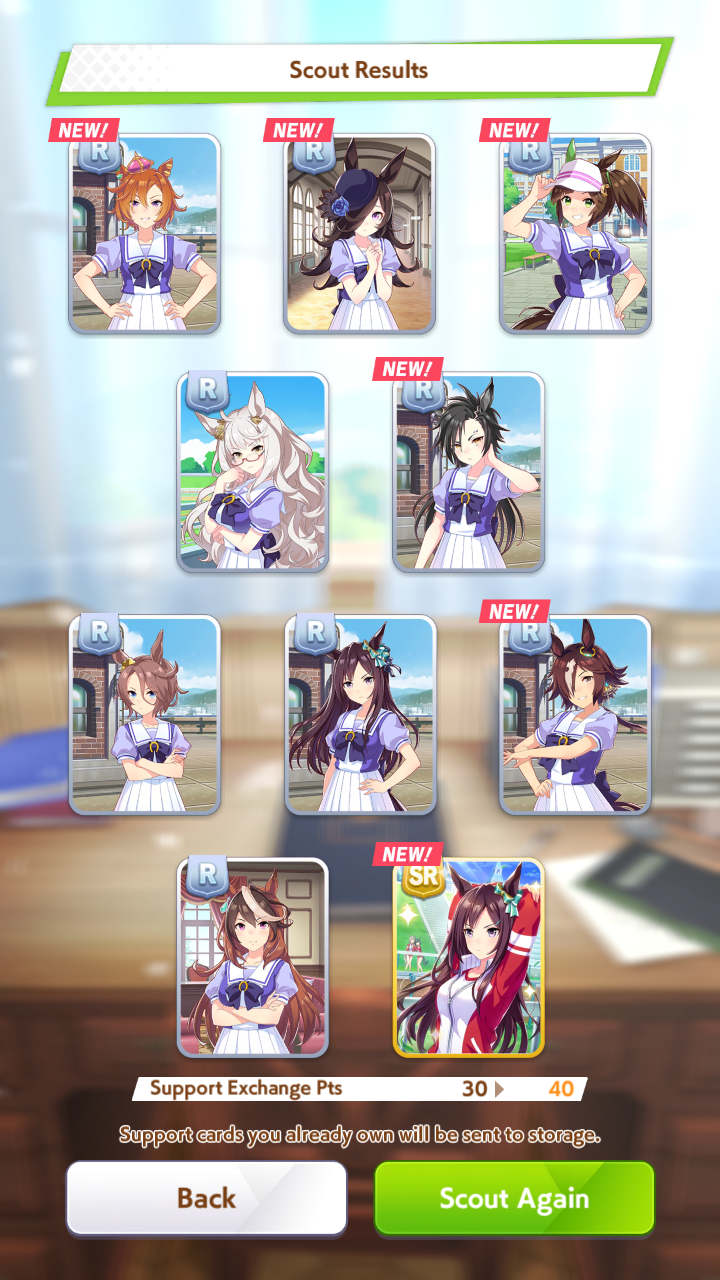 Scout Results
NEW! NEW! NEW!
R R R
NEW!
R R
NEW!
R R R
NEW!
R SR
Support Exchange Pts 30 40
Support cards you already own will be sent to storage.
Back Scout Again